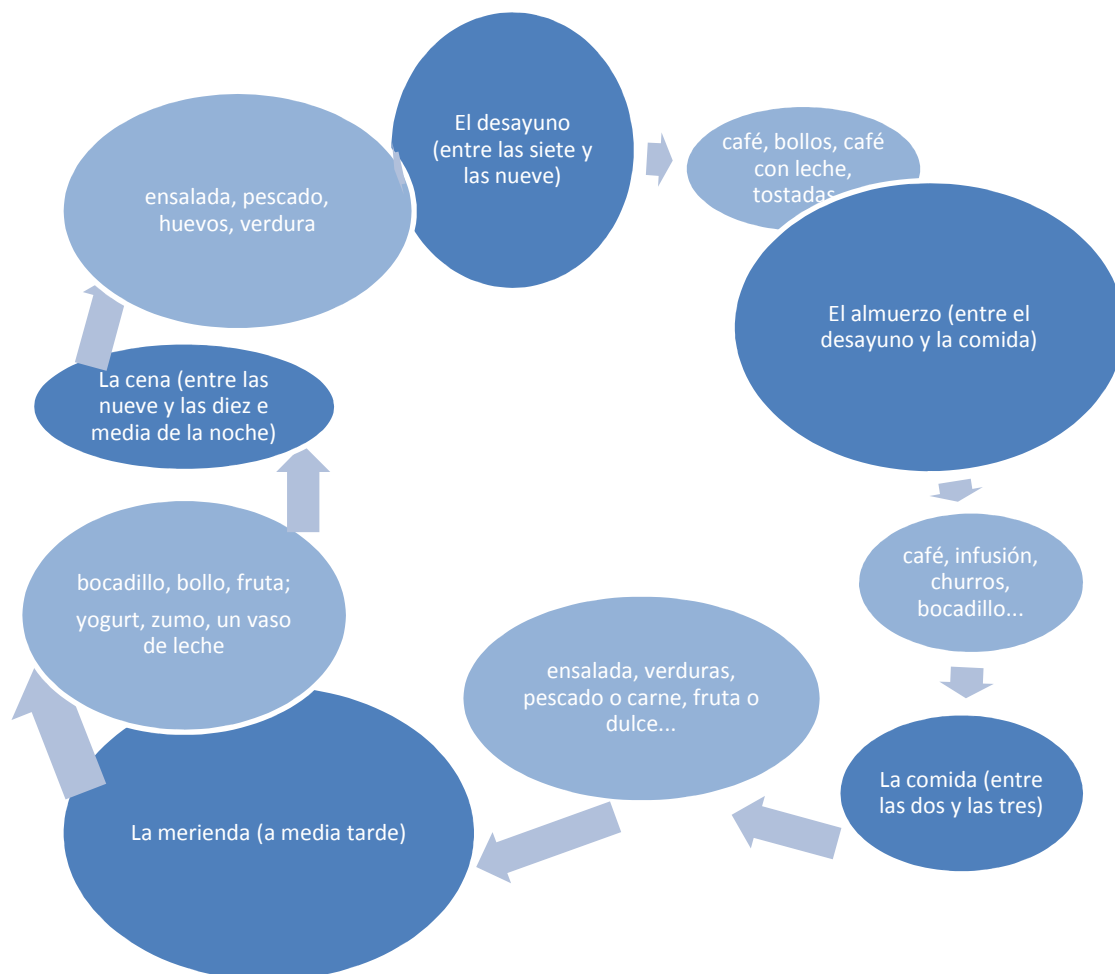 El desayuno
(entre las siete y
las nueve)
café, bollos, café
con leche,
tostadas
El almuerzo (entre el
desayuno y la comida)
café, infusión,
churros,
bocadillo...
La comida (entre
las dos y las tres)
ensalada, verduras,
pescado o carne, fruta o
dulce...
La merienda (a media tarde)
bocadillo, bollo, fruta;
yogurt, zumo, un vaso
de leche
La cena (entre las
nueve y las diez e
media de la noche)
ensalada, pescado,
huevos, verdura